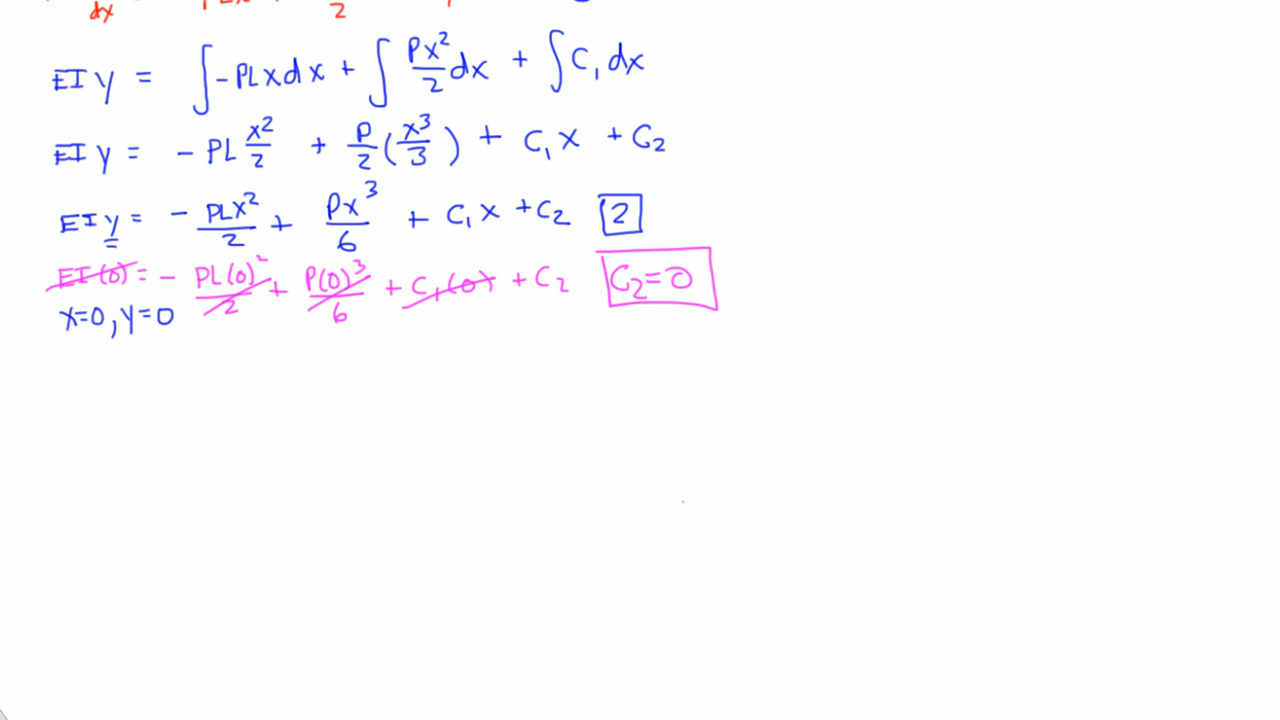 dx 2
EI y = ∫ -PLx dx + ∫ Px²/2 dx + ∫ C₁ dx
EI y = - PL x²/2 + P/2 (x³/3) + C₁x + C₂
EI y = - PLx²/2 + Px³/6 + C₁x + C₂ 2
EI(0) = - PL(0)²/2 + P(0)³/6 + C₁(0) + C₂ C₂=0
x=0, y=0